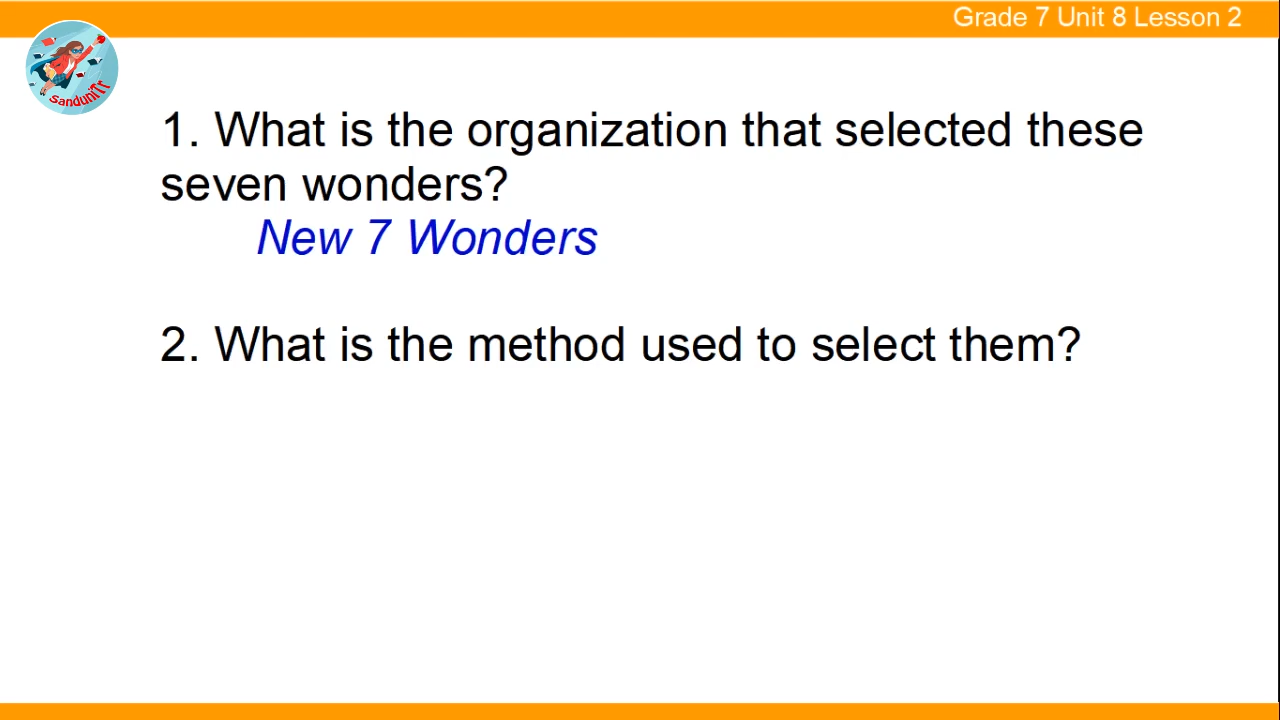 Grade 7 Unit 8 Lesson 2
SanduniTr
1. What is the organization that selected these
seven wonders?
New 7 Wonders
2. What is the method used to select them?